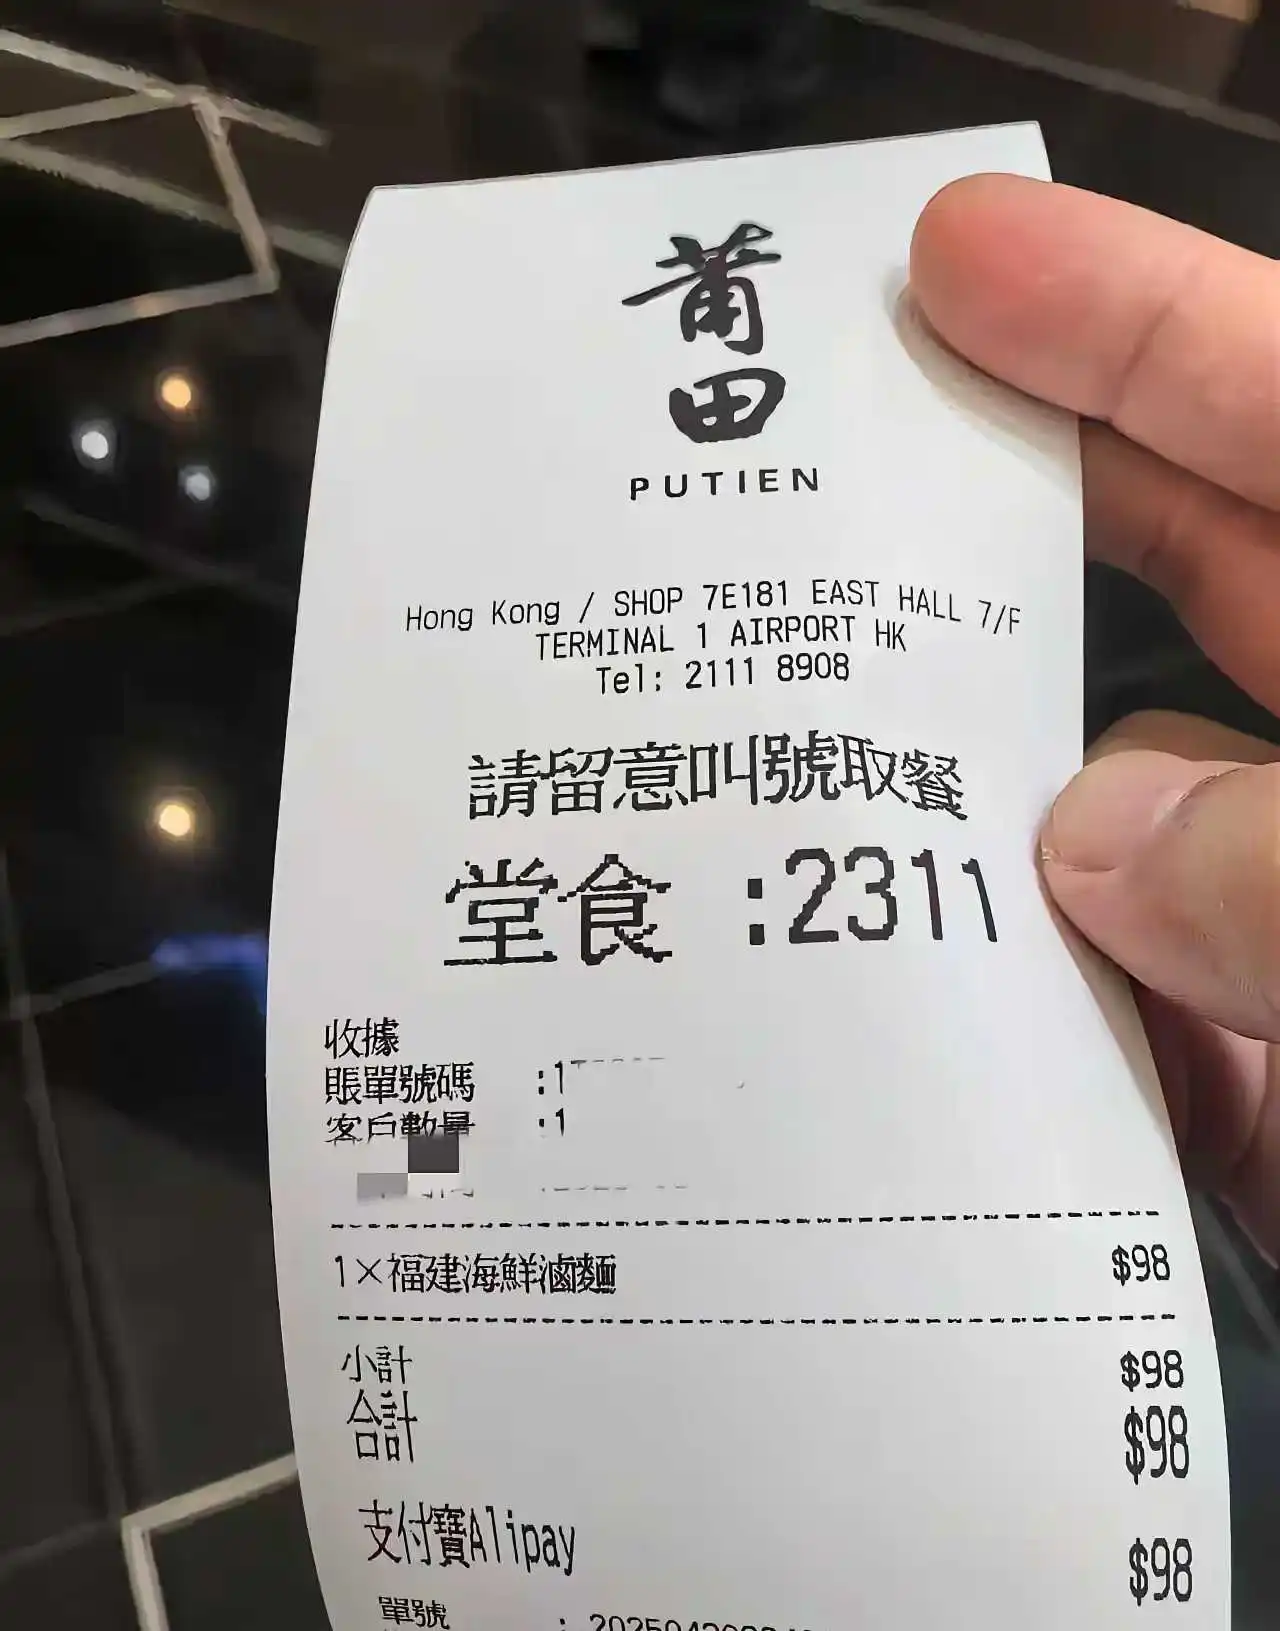 莆田
PUTIEN
Hong Kong / SHOP 7E181 EAST HALL 7/F
TERMINAL 1 AIRPORT HK
Tel: 2111 8908
請留意叫號取餐
堂食 :2311
收據
賬單號碼 :1
客戶數量 :1
1×福建海鮮滷麵 $98
小計 $98
合計 $98
支付寶Alipay $98
單號 :